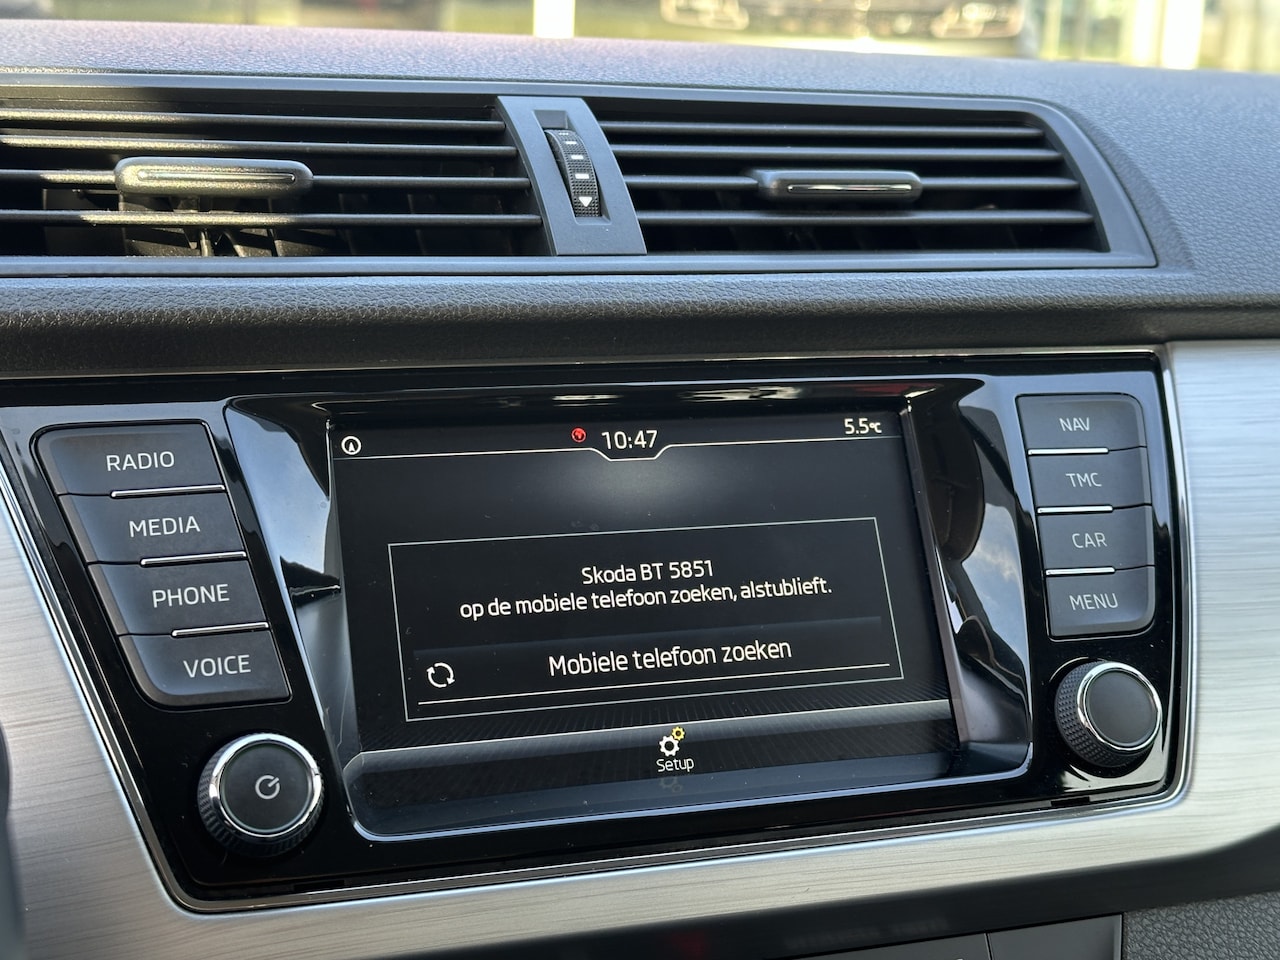 10:47
5.5°C
RADIO
MEDIA
PHONE
VOICE
Skoda BT 5851
op de mobiele telefoon zoeken, alstublieft.
Mobiele telefoon zoeken
Setup
NAV
TMC
CAR
MENU